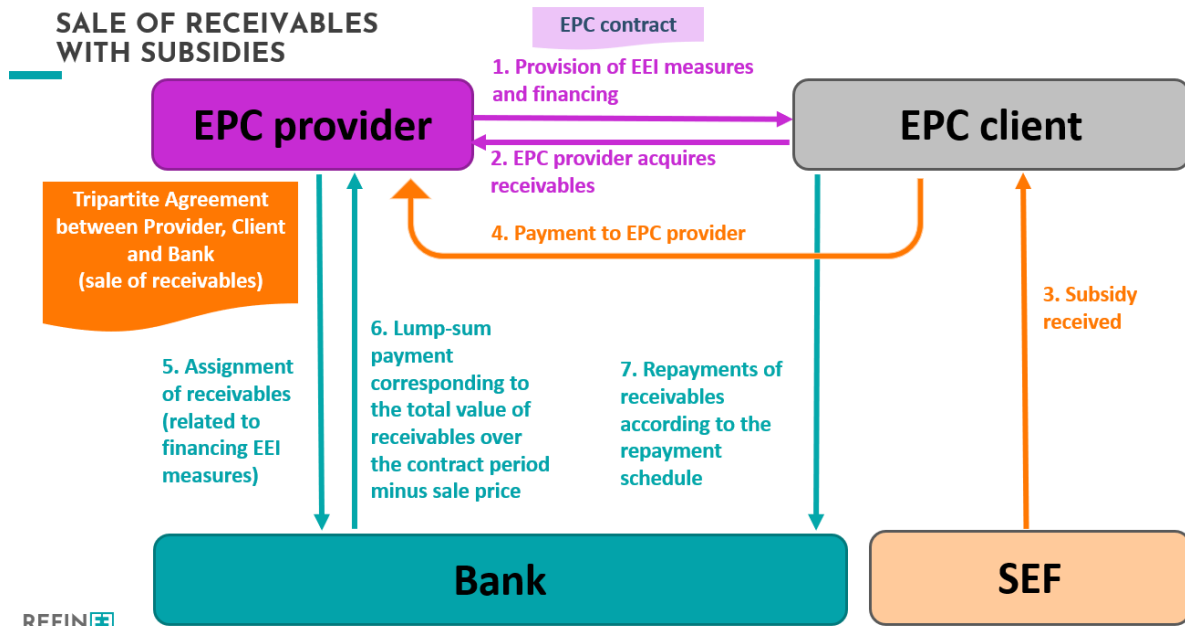 SALE OF RECEIVABLES
WITH SUBSIDIES
EPC contract
1. Provision of EEI measures
and financing
EPC provider
EPC client
2. EPC provider acquires
receivables
Tripartite Agreement
between Provider, Client
and Bank
(sale of receivables)
4. Payment to EPC provider
3. Subsidy
received
5. Assignment
of receivables
(related to
financing EEI
measures)
6. Lump-sum
payment
corresponding to
the total value of
receivables over
the contract period
minus sale price
7. Repayments of
receivables
according to the
repayment
schedule
Bank
SEF
REFINE